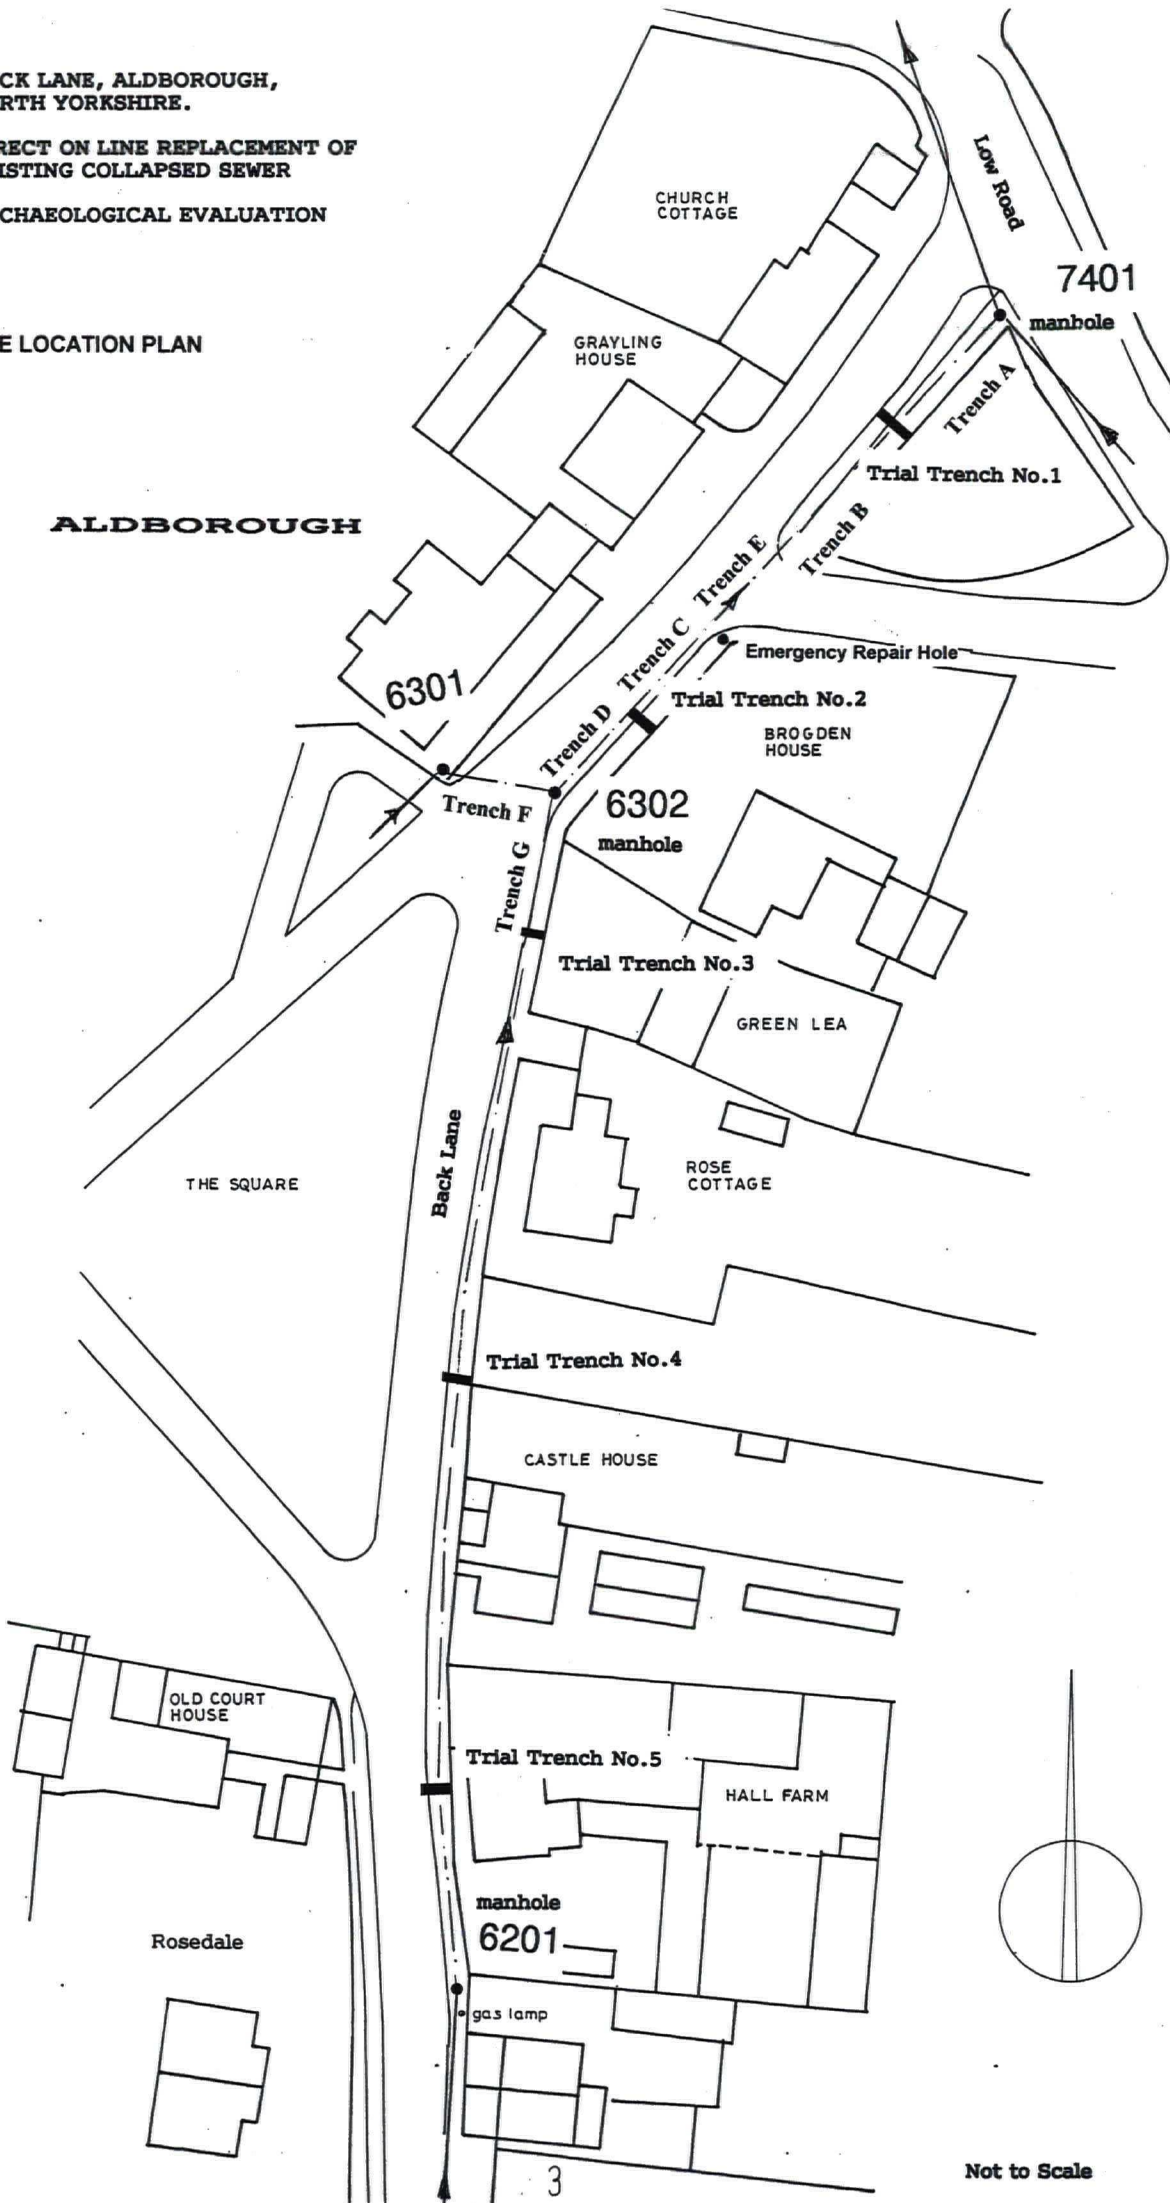 CK LANE, ALDBOROUGH,
RTH YORKSHIRE.
RECT ON LINE REPLACEMENT OF
ISTING COLLAPSED SEWER
CHAEOLOGICAL EVALUATION
E LOCATION PLAN
CHURCH
COTTAGE
Low Road
7401
manhole
GRAYLING
HOUSE
Trench A
Trial Trench No.1
ALDBOROUGH
Trench B
Trench E
Trench C
Emergency Repair Hole
6301
Trial Trench No.2
Trench D
BROGDEN
HOUSE
Trench F
6302
manhole
Trench G
Trial Trench No.3
GREEN LEA
Back Lane
THE SQUARE
ROSE
COTTAGE
Trial Trench No.4
CASTLE HOUSE
OLD COURT
HOUSE
Trial Trench No.5
HALL FARM
manhole
6201
Rosedale
gas lamp
Not to Scale
3